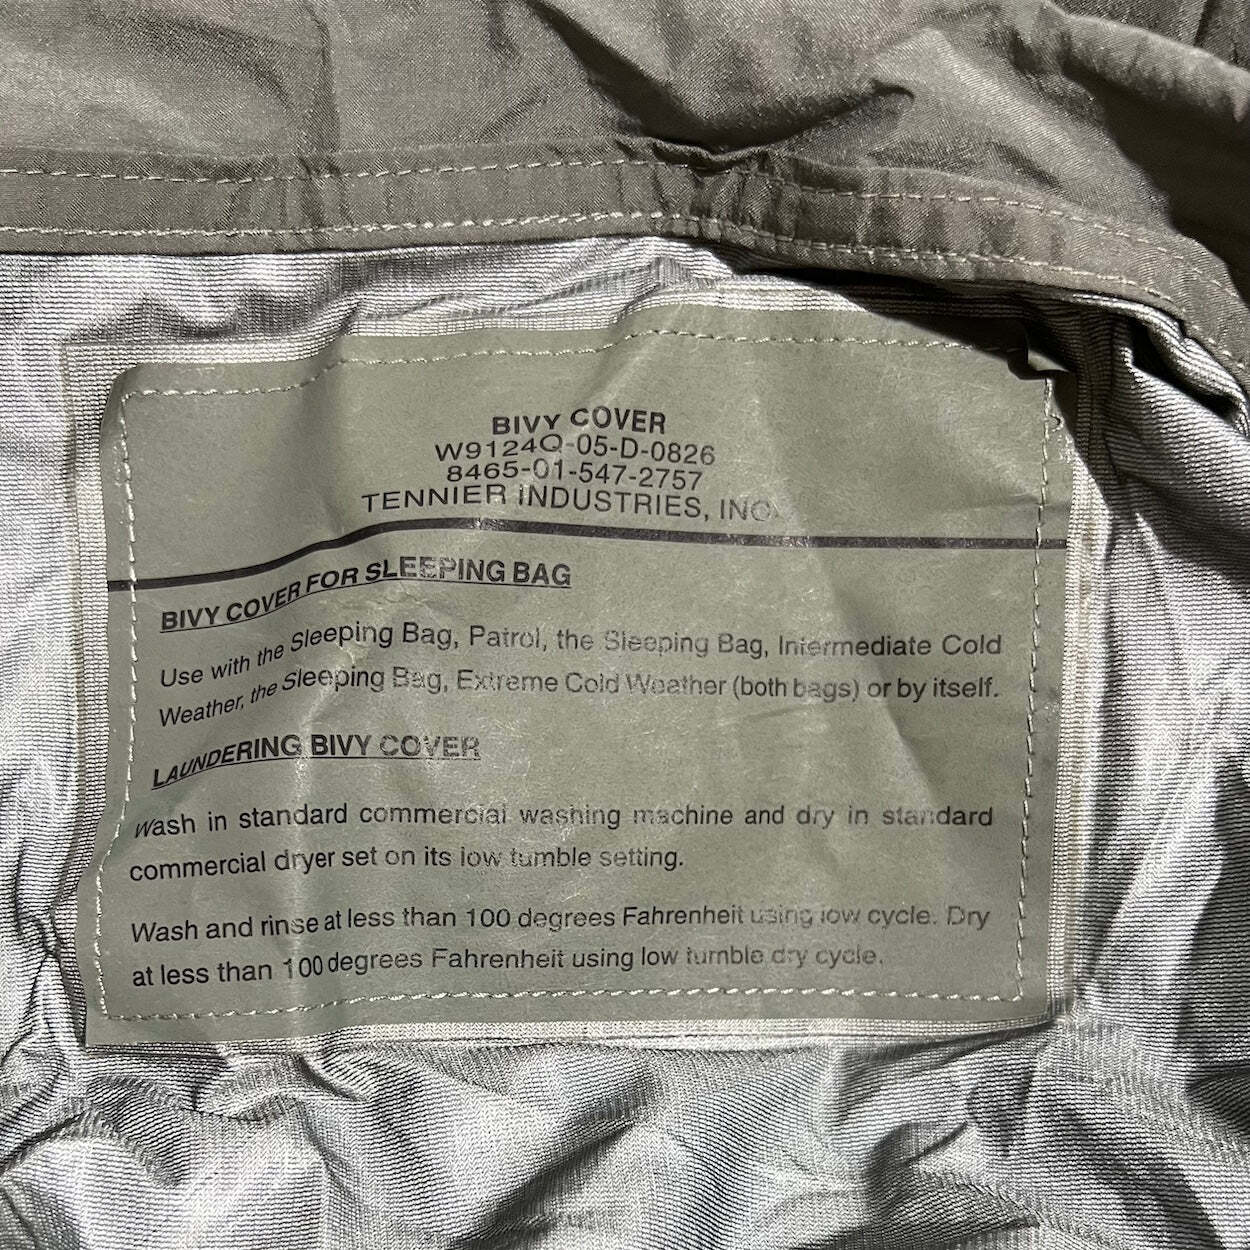 BIVY COVER
W9124Q-05-D-0826
8465-01-547-2757
TENNIER INDUSTRIES, INC.
BIVY COVER FOR SLEEPING BAG
Use with the Sleeping Bag, Patrol, the Sleeping Bag, Intermediate Cold
Weather, the Sleeping Bag, Extreme Cold Weather (both bags) or by itself.
LAUNDERING BIVY COVER
Wash in standard commercial washing machine and dry in standard
commercial dryer set on its low tumble setting.
Wash and rinse at less than 100 degrees Fahrenheit using low cycle. Dry
at less than 100 degrees Fahrenheit using low tumble dry cycle.